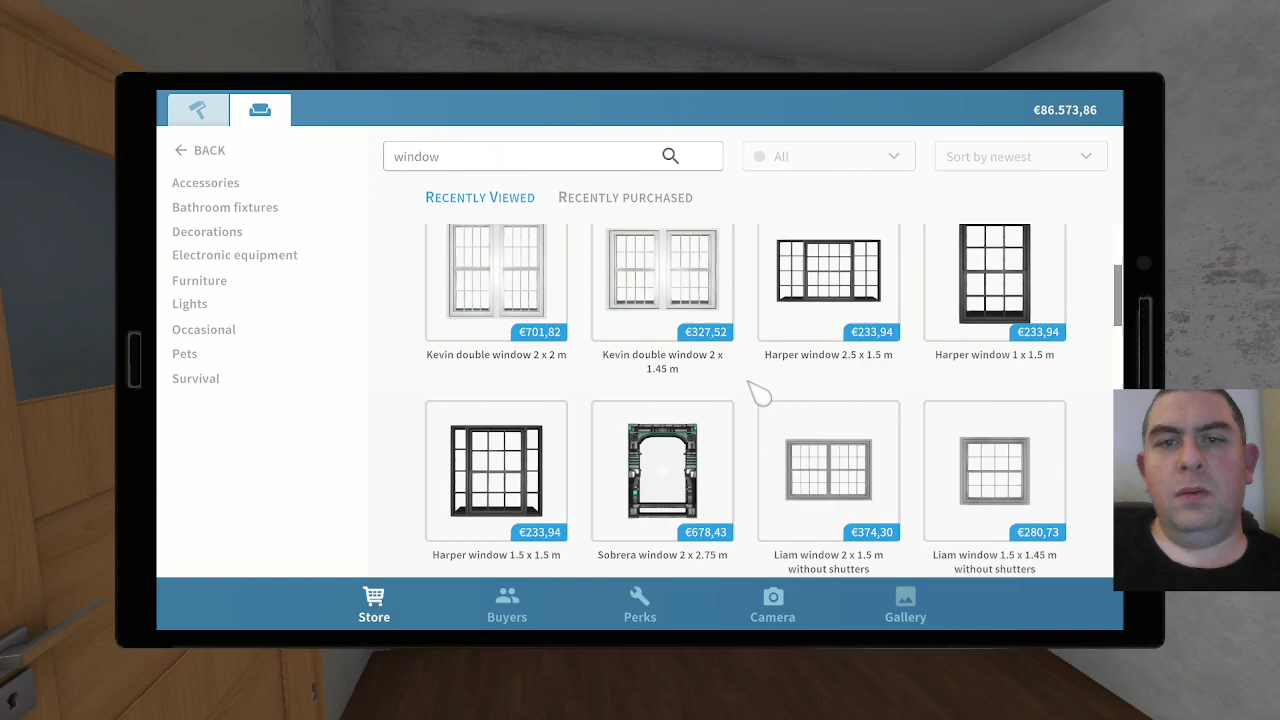 €86.573,86
BACK
window
All
Sort by newest
Accessories
Bathroom fixtures
Decorations
Electronic equipment
Furniture
Lights
Occasional
Pets
Survival
RECENTLY VIEWED
RECENTLY PURCHASED
€701,82
€327,52
€233,94
€233,94
Kevin double window 2 x 2 m
Kevin double window 2 x
1.45 m
Harper window 2.5 x 1.5 m
Harper window 1 x 1.5 m
€233,94
€678,43
€374,30
€280,73
Harper window 1.5 x 1.5 m
Sobrera window 2 x 2.75 m
Liam window 2 x 1.5 m
without shutters
Liam window 1.5 x 1.45 m
without shutters
Store
Buyers
Perks
Camera
Gallery